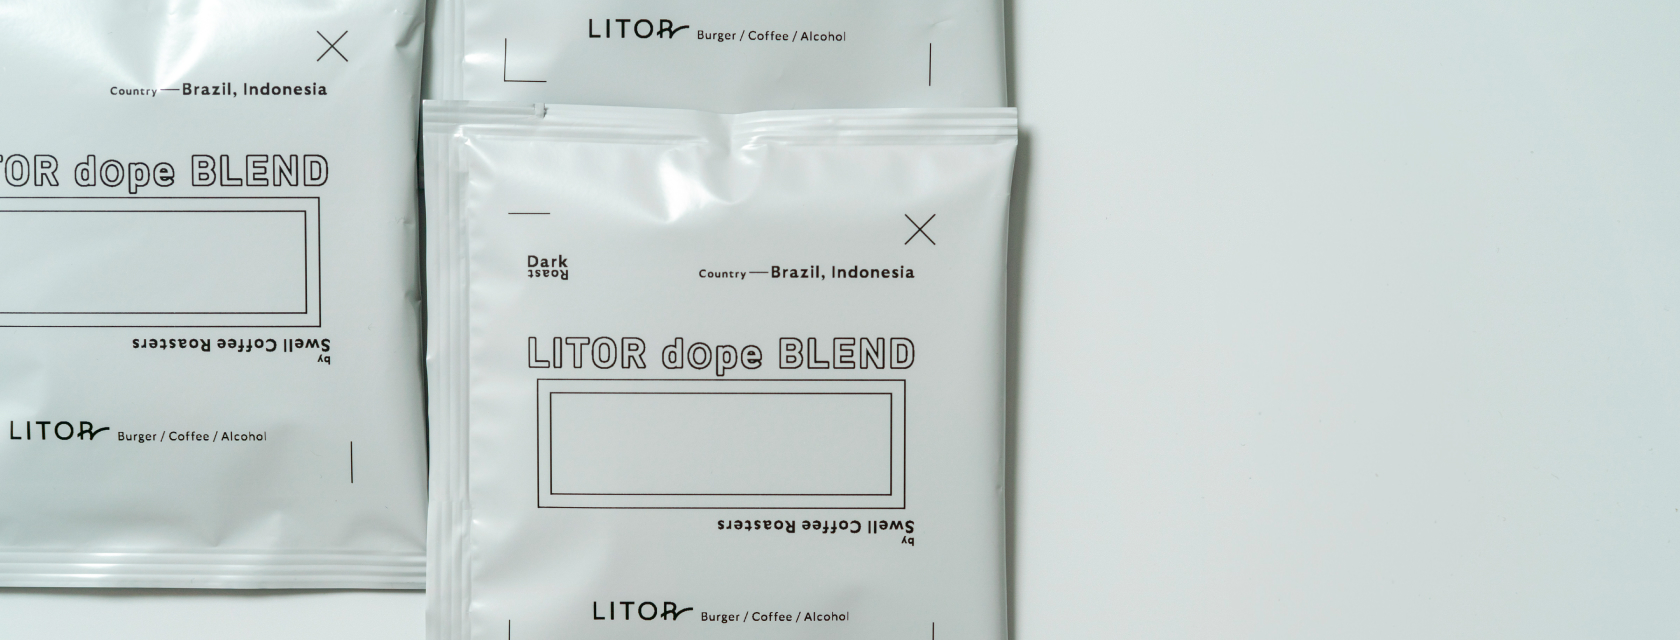 Country — Brazil, Indonesia
TOR dope BLEND
by
Swell Coffee Roasters
LITOR Burger / Coffee / Alcohol
LITOR Burger / Coffee / Alcohol
Dark
Roast
Country — Brazil, Indonesia
LITOR dope BLEND
by
Swell Coffee Roasters
LITOR Burger / Coffee / Alcohol